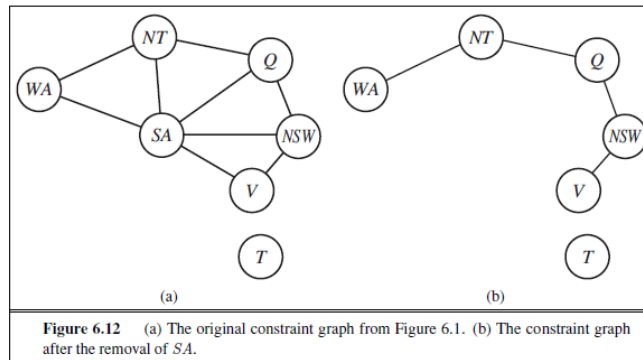 NT
Q
WA
SA
NSW
V
T
(a)
NT
Q
WA
NSW
V
T
(b)
Figure 6.12 (a) The original constraint graph from Figure 6.1. (b) The constraint graph
after the removal of SA.